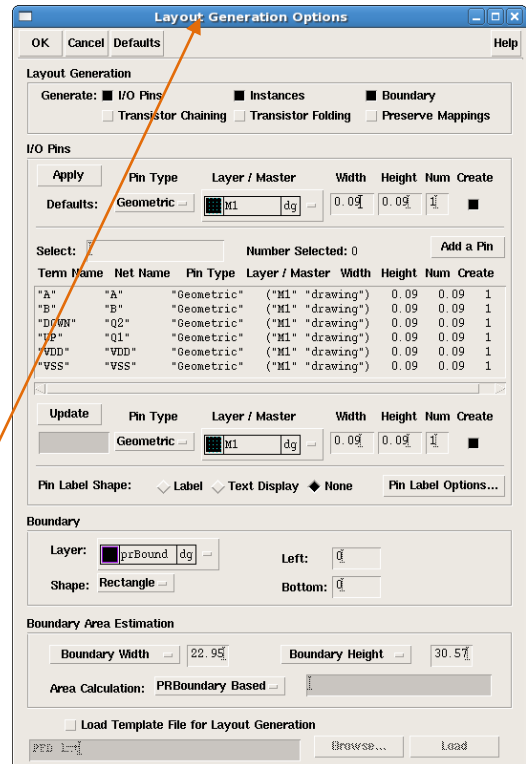 Layout Generation Options
OK Cancel Defaults Help
Layout Generation
Generate: I/O Pins Instances Boundary
Transistor Chaining Transistor Folding Preserve Mappings
I/O Pins
Apply Pin Type Layer / Master Width Height Num Create
Defaults: Geometric M1 dg 0.09 0.09 1
Select: Number Selected: 0 Add a Pin
Term Name Net Name Pin Type Layer / Master Width Height Num Create
"A" "A" "Geometric" ("M1" "drawing") 0.09 0.09 1
"B" "B" "Geometric" ("M1" "drawing") 0.09 0.09 1
"DOWN" "Q2" "Geometric" ("M1" "drawing") 0.09 0.09 1
"UP" "Q1" "Geometric" ("M1" "drawing") 0.09 0.09 1
"VDD" "VDD" "Geometric" ("M1" "drawing") 0.09 0.09 1
"VSS" "VSS" "Geometric" ("M1" "drawing") 0.09 0.09 1
Update Pin Type Layer / Master Width Height Num Create
Geometric M1 dg 0.09 0.09 1
Pin Label Shape: Label Text Display None Pin Label Options...
Boundary
Layer: prBound dg Left: 0
Shape: Rectangle Bottom: 0
Boundary Area Estimation
Boundary Width 22.95 Boundary Height 30.57
Area Calculation: PRBoundary Based
Load Template File for Layout Generation
Browse... Load